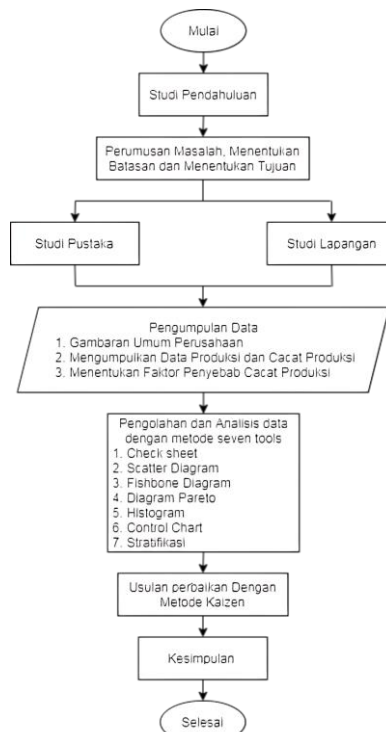 Mulai
Studi Pendahuluan
Perumusan Masalah, Menentukan
Batasan dan Menentukan Tujuan
Studi Pustaka
Studi Lapangan
Pengumpulan Data
1. Gambaran Umum Perusahaan
2. Mengumpulkan Data Produksi dan Cacat Produksi
3. Menentukan Faktor Penyebab Cacat Produksi
Pengolahan dan Analisis data
dengan metode seven tools
1. Check sheet
2. Scatter Diagram
3. Fishbone Diagram
4. Diagram Pareto
5. Histogram
6. Control Chart
7. Stratifikasi
Usulan perbaikan Dengan
Metode Kaizen
Kesimpulan
Selesai